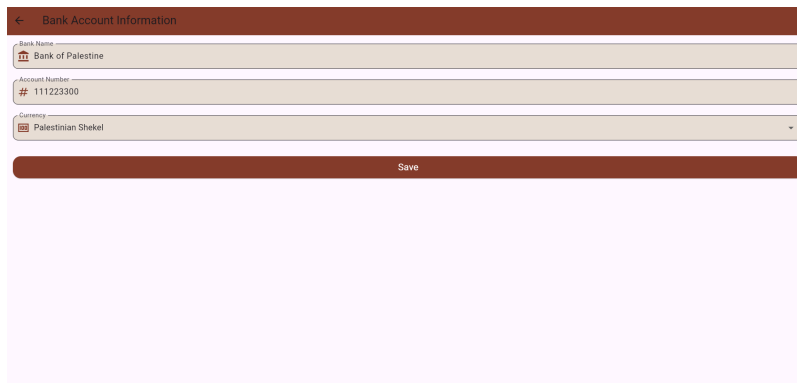 Bank Account Information
Bank Name
Bank of Palestine
Account Number
# 111223300
Currency
Palestinian Shekel
Save